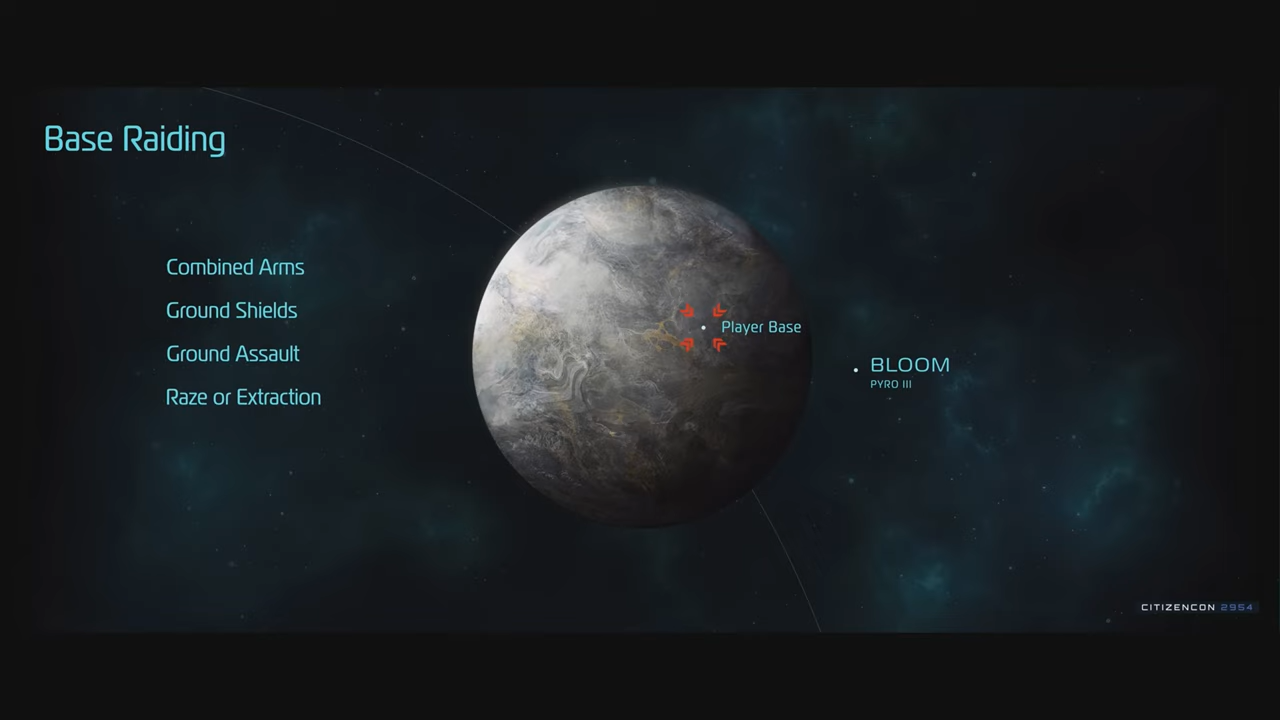 Base Raiding
Combined Arms
Ground Shields
Ground Assault
Raze or Extraction
Player Base
BLOOM
PYRO III
CITIZENCON 2954